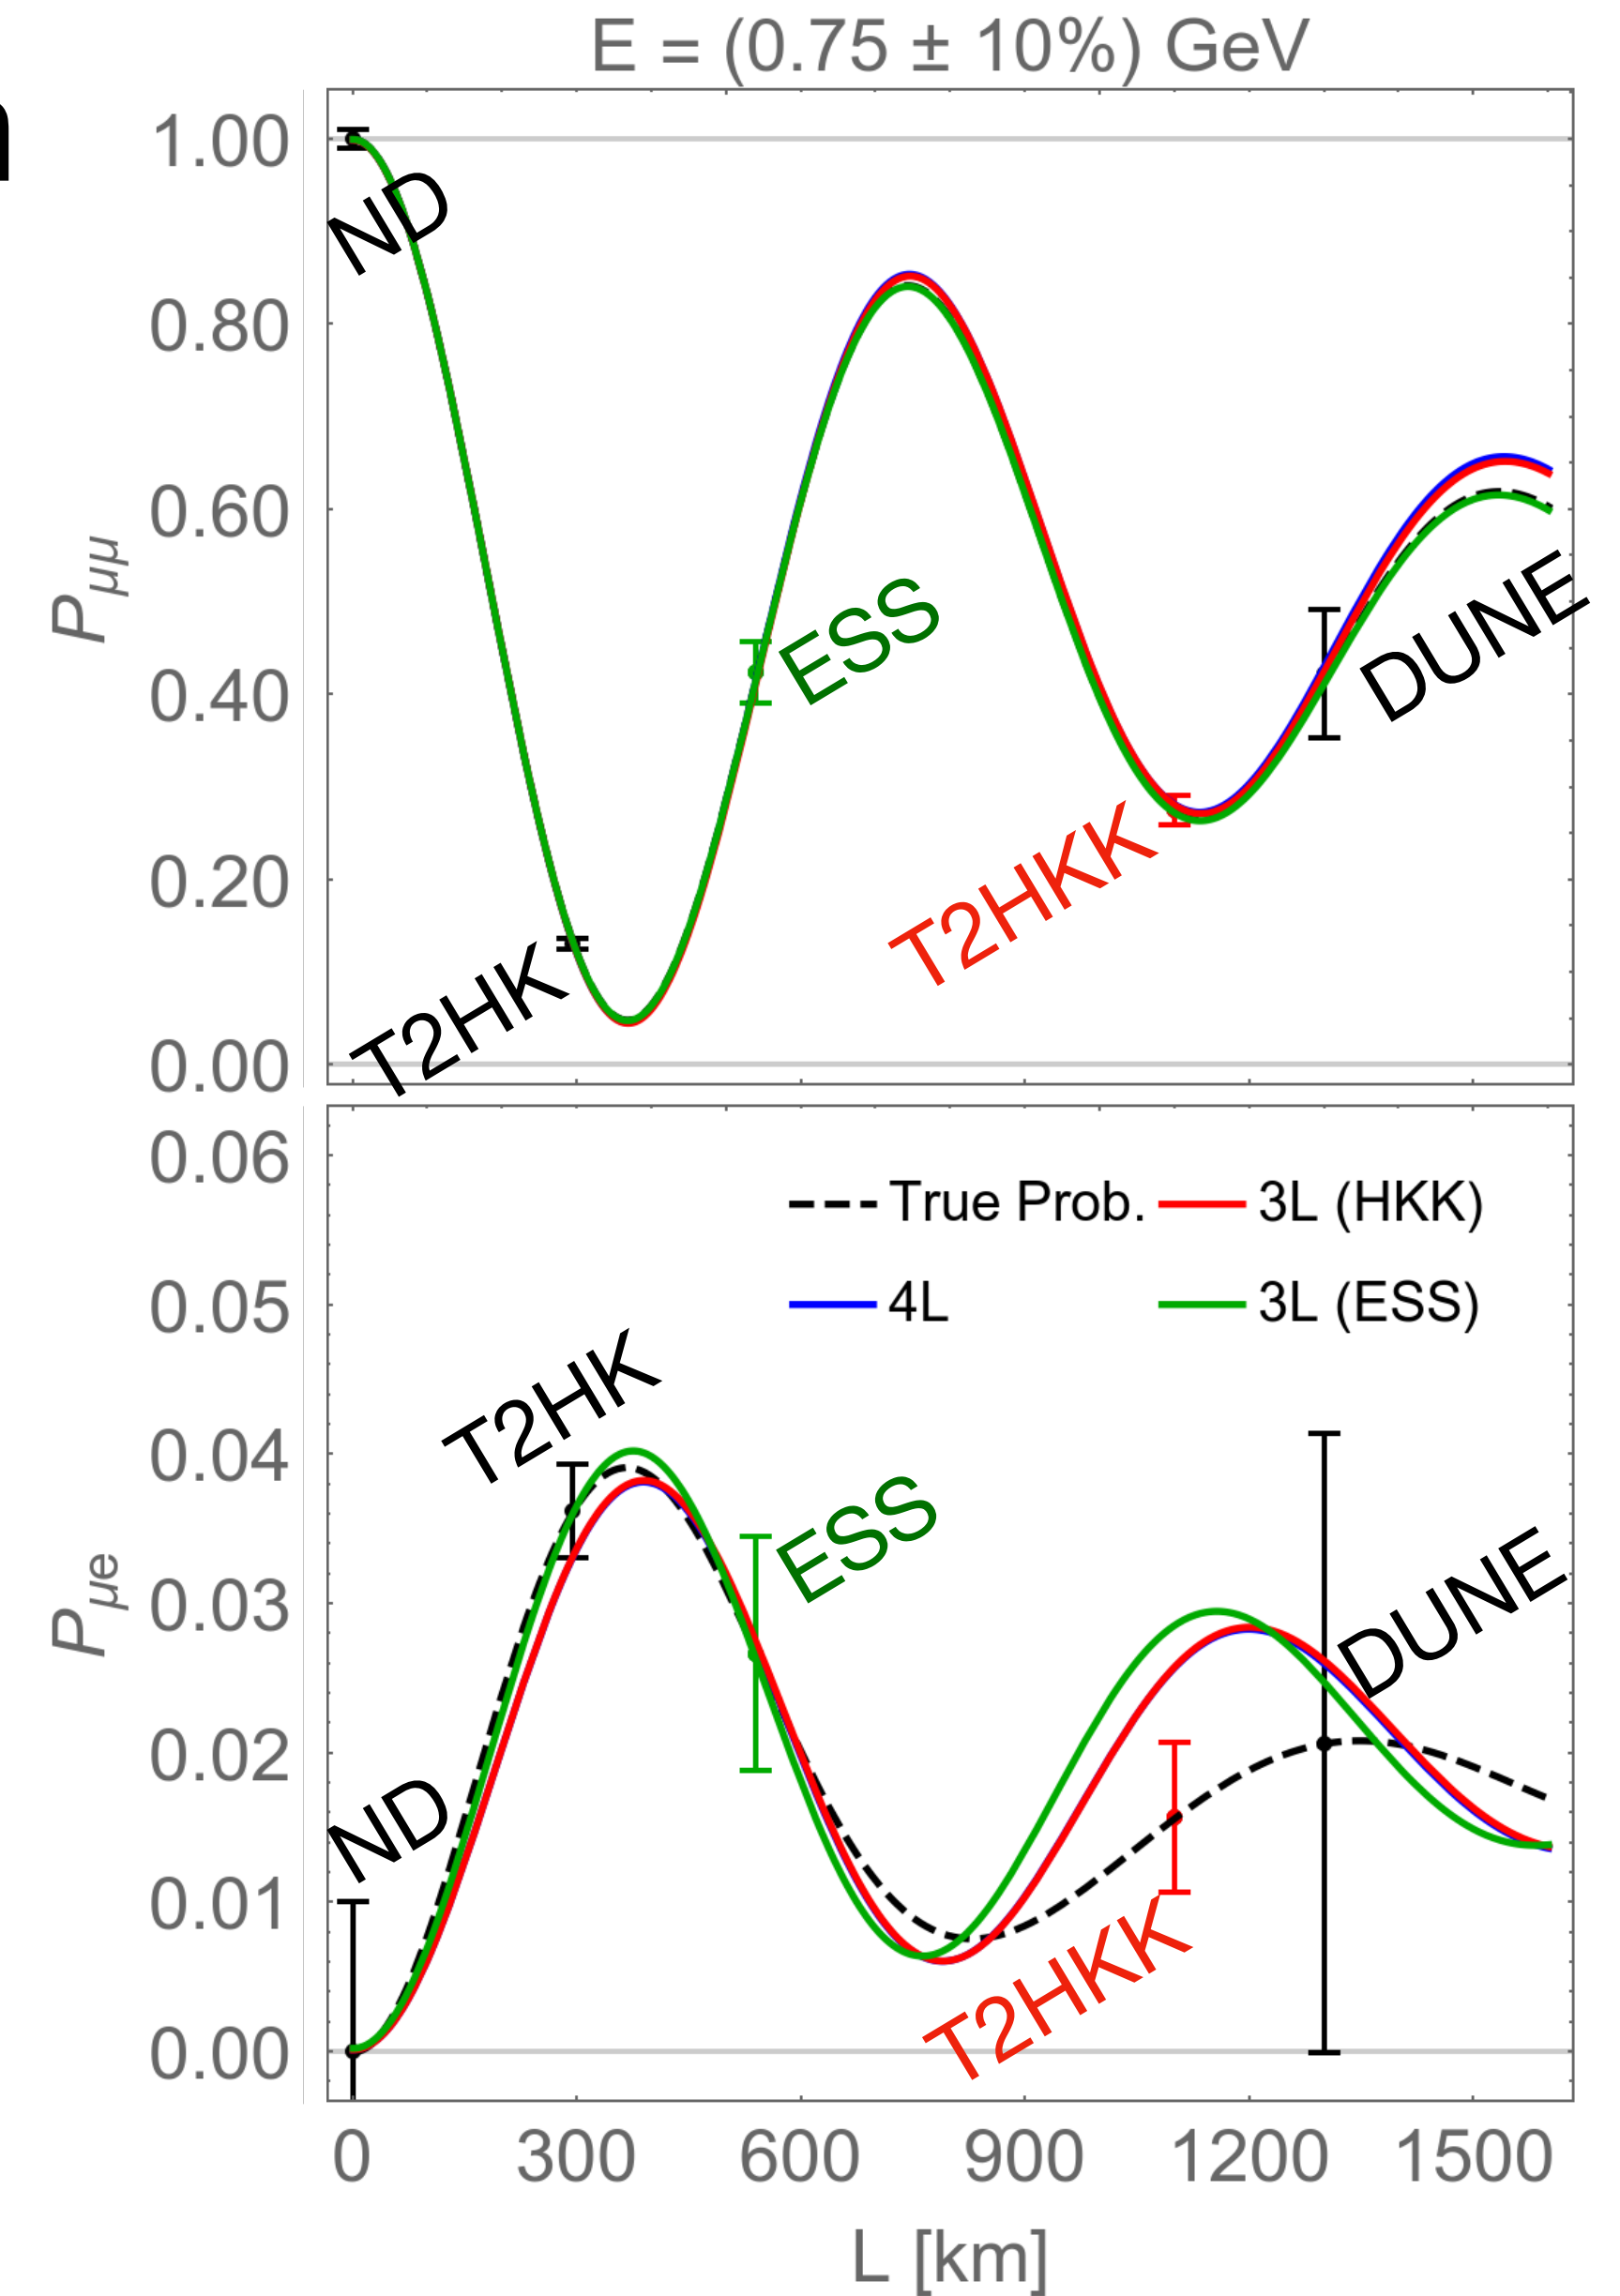 n
E = (0.75 ± 10%) GeV
1.00
0.80
0.60
0.40
0.20
0.00
Pμμ
ND
ESS
DUNE
T2HKK
T2HK
0.06
0.05
0.04
0.03
0.02
0.01
0.00
Pμe
True Prob. 3L (HKK)
4L 3L (ESS)
T2HK
ESS
DUNE
ND
T2HKK
0 300 600 900 1200 1500
L [km]